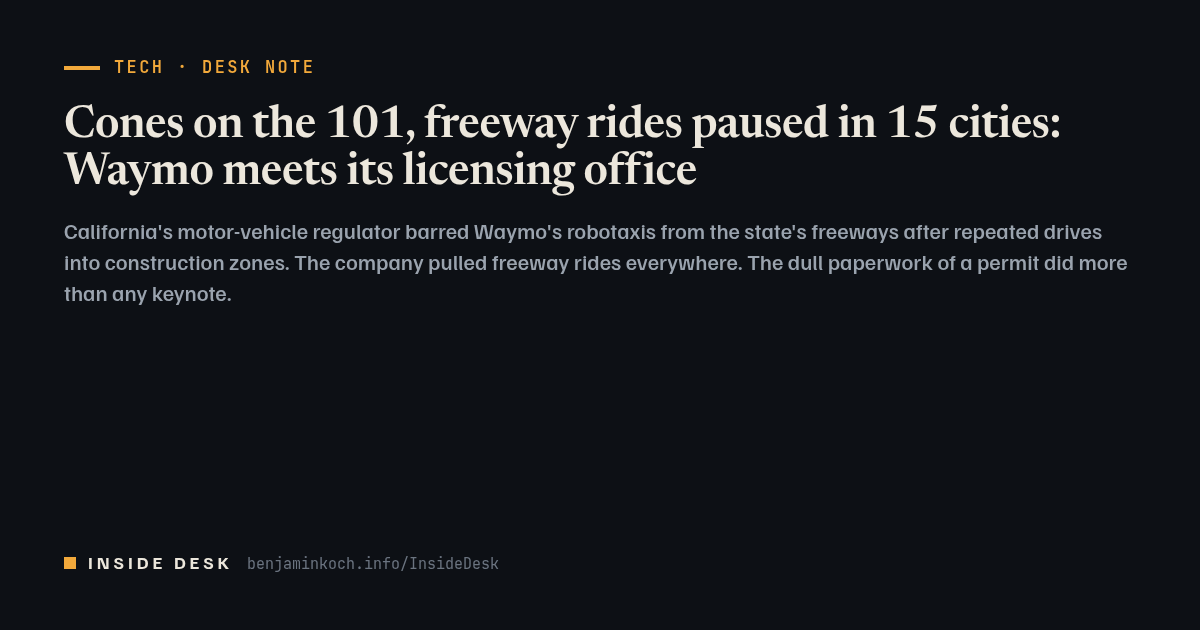 TECH · DESK NOTE
Cones on the 101, freeway rides paused in 15 cities:
Waymo meets its licensing office
California's motor-vehicle regulator barred Waymo's robotaxis from the state's freeways after repeated drives
into construction zones. The company pulled freeway rides everywhere. The dull paperwork of a permit did more
than any keynote.
INSIDE DESK benjaminkoch.info/InsideDesk